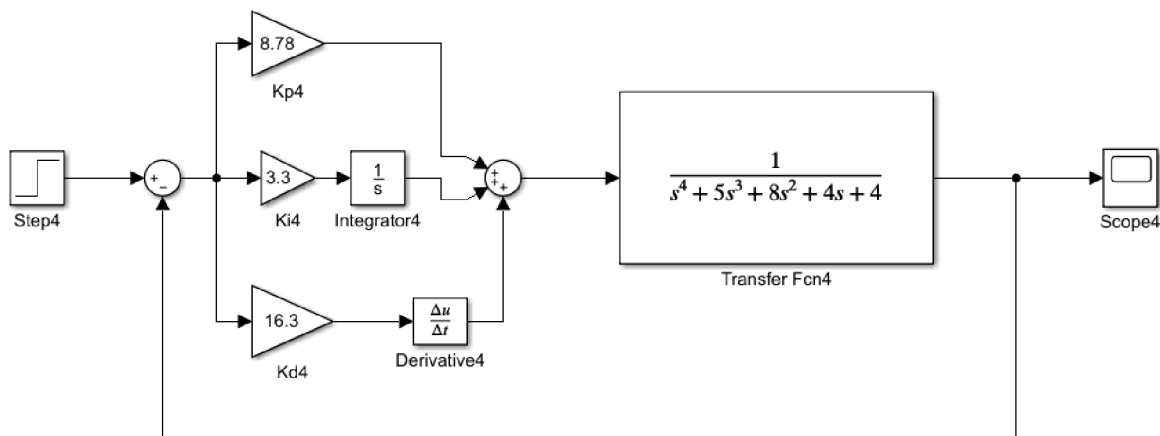 8.78
Kp4
Step4
+
−
3.3
Ki4
1
s
Integrator4
+
+
+
1
s⁴ + 5s³ + 8s² + 4s + 4
Transfer Fcn4
Scope4
16.3
Kd4
Δu
Δt
Derivative4